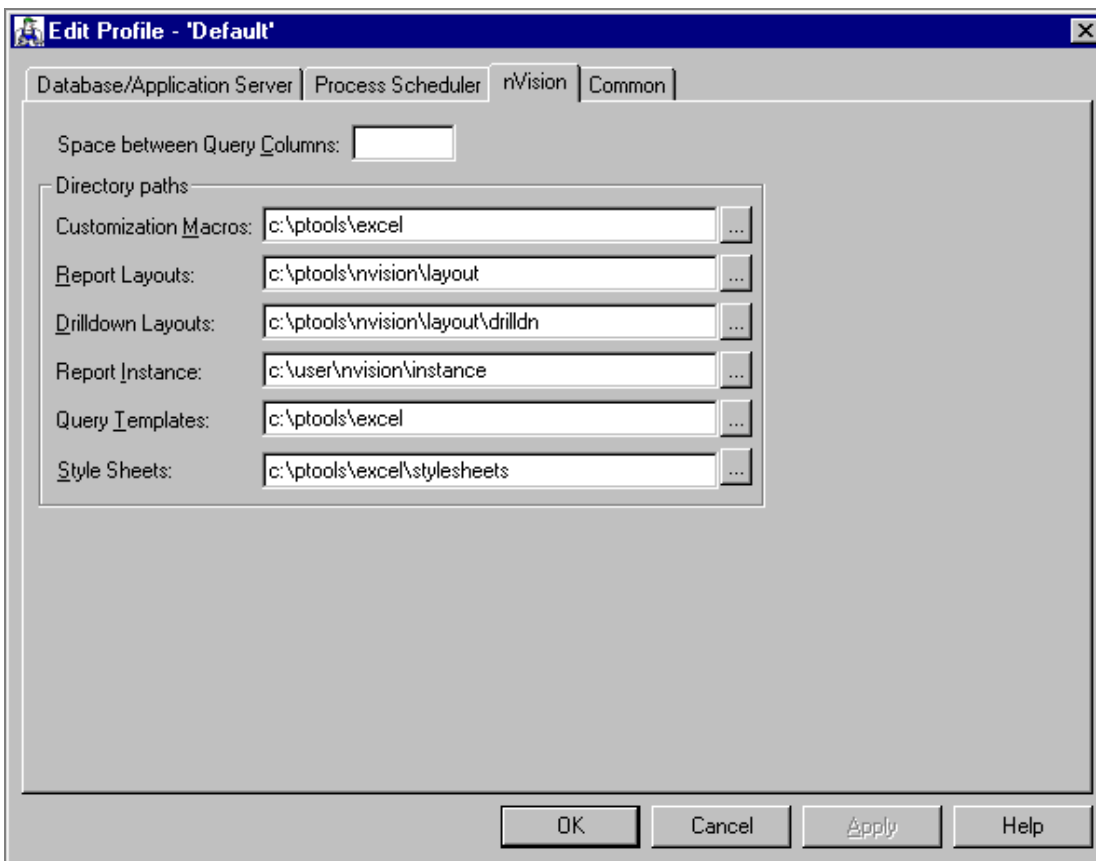 Edit Profile - 'Default'
Database/Application Server Process Scheduler nVision Common
Space between Query Columns:
Directory paths
Customization Macros: c:\ptools\excel ...
Report Layouts: c:\ptools\nvision\layout ...
Drilldown Layouts: c:\ptools\nvision\layout\drilldn ...
Report Instance: c:\user\nvision\instance ...
Query Templates: c:\ptools\excel ...
Style Sheets: c:\ptools\excel\stylesheets ...
OK Cancel Apply Help